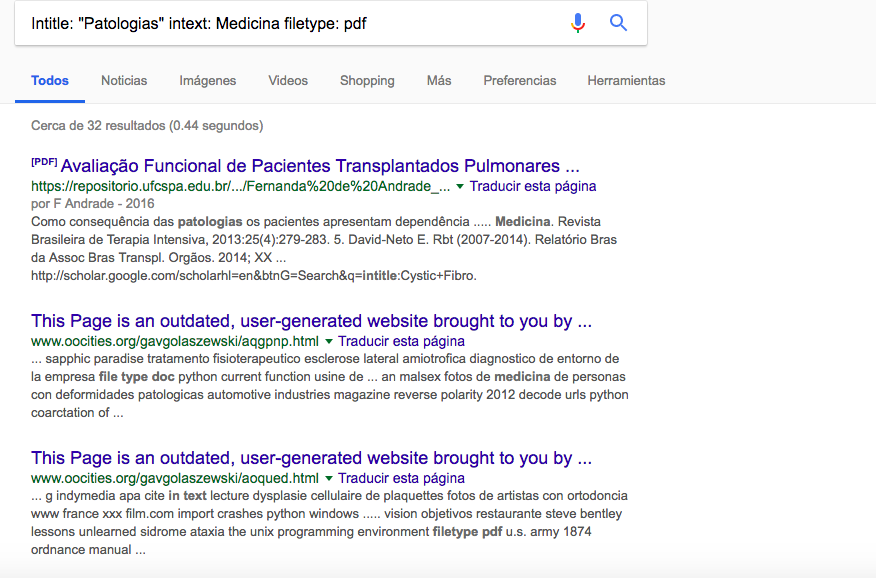 Intitle: "Patologias" intext: Medicina filetype: pdf
Todos Noticias Imágenes Videos Shopping Más Preferencias Herramientas
Cerca de 32 resultados (0.44 segundos)
[PDF] Avaliação Funcional de Pacientes Transplantados Pulmonares ...
https://repositorio.ufcspa.edu.br/.../Fernanda%20de%20Andrade_... Traducir esta página
por F Andrade - 2016
Como consequência das patologias os pacientes apresentam dependência ..... Medicina. Revista
Brasileira de Terapia Intensiva, 2013:25(4):279-283. 5. David-Neto E. Rbt (2007-2014). Relatório Bras
da Assoc Bras Transpl. Orgãos. 2014; XX ...
http://scholar.google.com/scholarhl=en&btnG=Search&q=intitle:Cystic+Fibro.
This Page is an outdated, user-generated website brought to you by ...
www.oocities.org/gavgolaszewski/aqgpnp.html Traducir esta página
... sapphic paradise tratamento fisioterapeutico esclerose lateral amiotrofica diagnostico de entorno de
la empresa file type doc python current function usine de ... an malsex fotos de medicina de personas
con deformidades patologicas automotive industries magazine reverse polarity 2012 decode urls python
coarctation of ...
This Page is an outdated, user-generated website brought to you by ...
www.oocities.org/gavgolaszewski/aoqued.html Traducir esta página
... g indymedia apa cite in text lecture dysplasie cellulaire de plaquettes fotos de artistas con ortodoncia
www france xxx film.com import crashes python windows ..... vision objetivos restaurante steve bentley
lessons unlearned sidrome ataxia the unix programming environment filetype pdf u.s. army 1874
ordnance manual ...